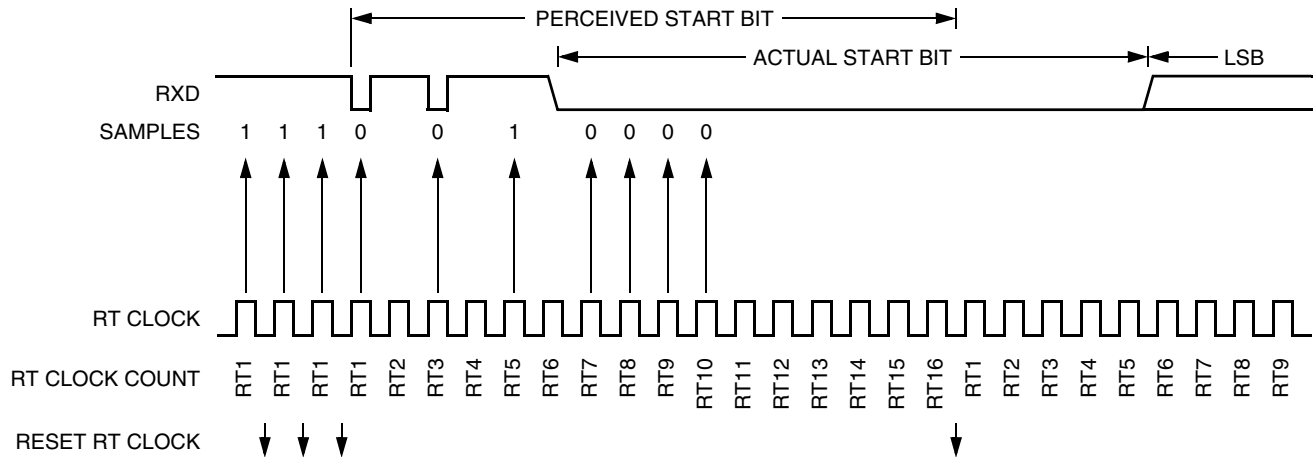 PERCEIVED START BIT
ACTUAL START BIT
LSB
RXD
SAMPLES 1 1 1 0 0 1 0 0 0 0
RT CLOCK
RT CLOCK COUNT RT1 RT1 RT1 RT1 RT2 RT3 RT4 RT5 RT6 RT7 RT8 RT9 RT10 RT11 RT12 RT13 RT14 RT15 RT16 RT1 RT2 RT3 RT4 RT5 RT6 RT7 RT8 RT9
RESET RT CLOCK